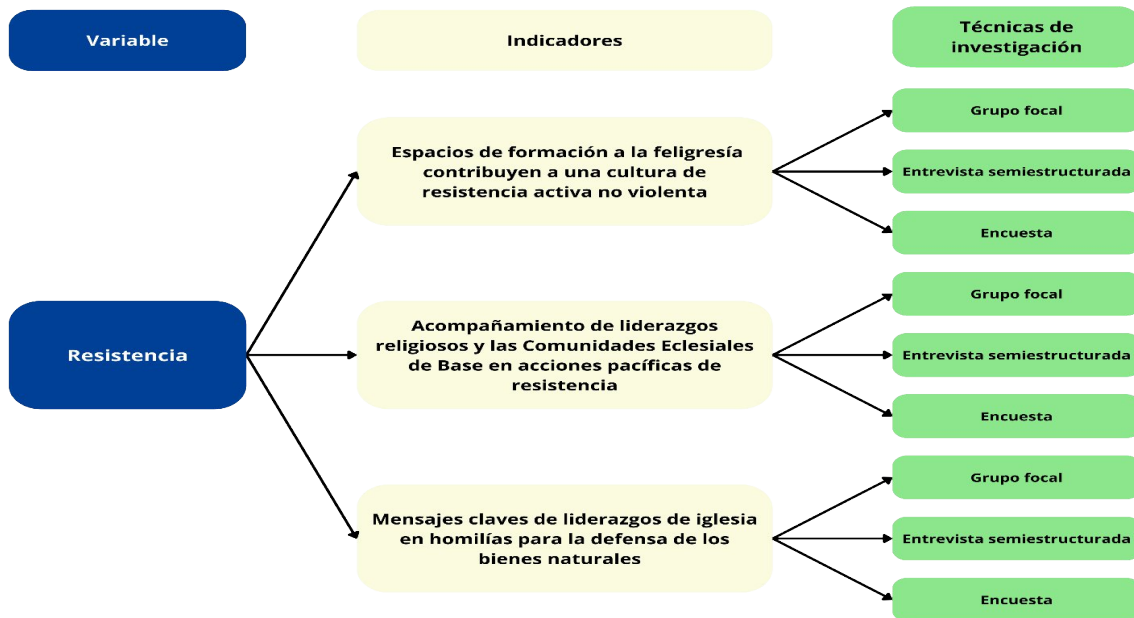 Variable
Indicadores
Técnicas de
investigación
Resistencia
Espacios de formación a la feligresía
contribuyen a una cultura de
resistencia activa no violenta
Grupo focal
Entrevista semiestructurada
Encuesta
Acompañamiento de liderazgos
religiosos y las Comunidades Eclesiales
de Base en acciones pacíficas de
resistencia
Grupo focal
Entrevista semiestructurada
Encuesta
Mensajes claves de liderazgos de iglesia
en homilías para la defensa de los
bienes naturales
Grupo focal
Entrevista semiestructurada
Encuesta